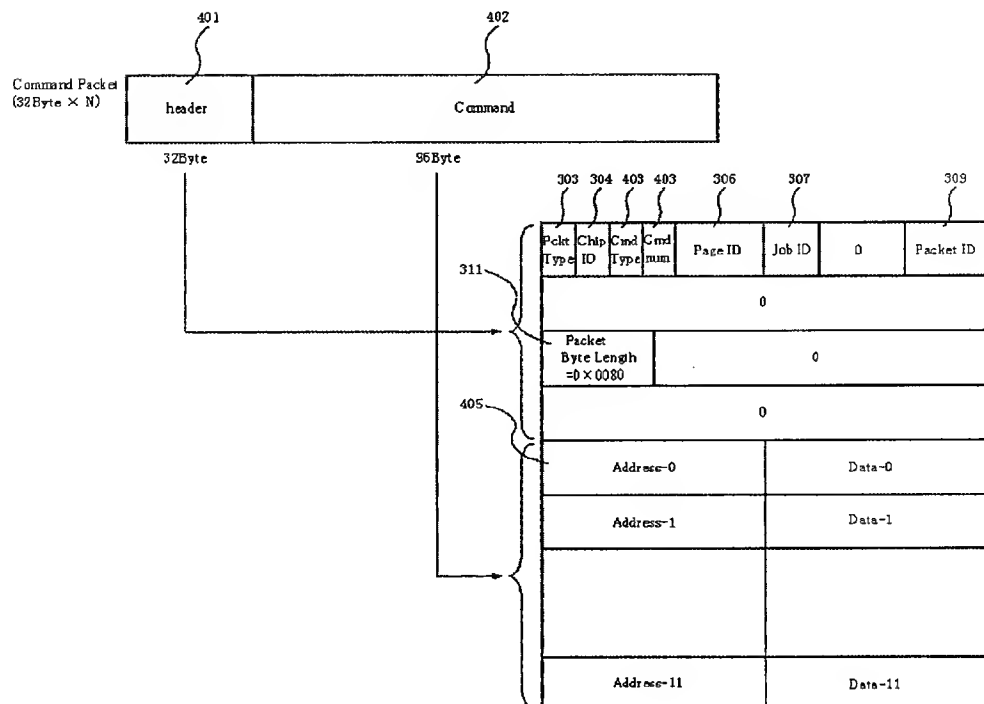 401 402
Command Packet
(32Byte × N)
header Command
32Byte 96Byte
303 304 403 403 306 307 309
Pckt Type Chip ID Cmd Type Cmd num Page ID Job ID 0 Packet ID
311
0
Packet
Byte Length
=0×0080
0
0
405
Address-0 Data-0
Address-1 Data-1
Address-11 Data-11